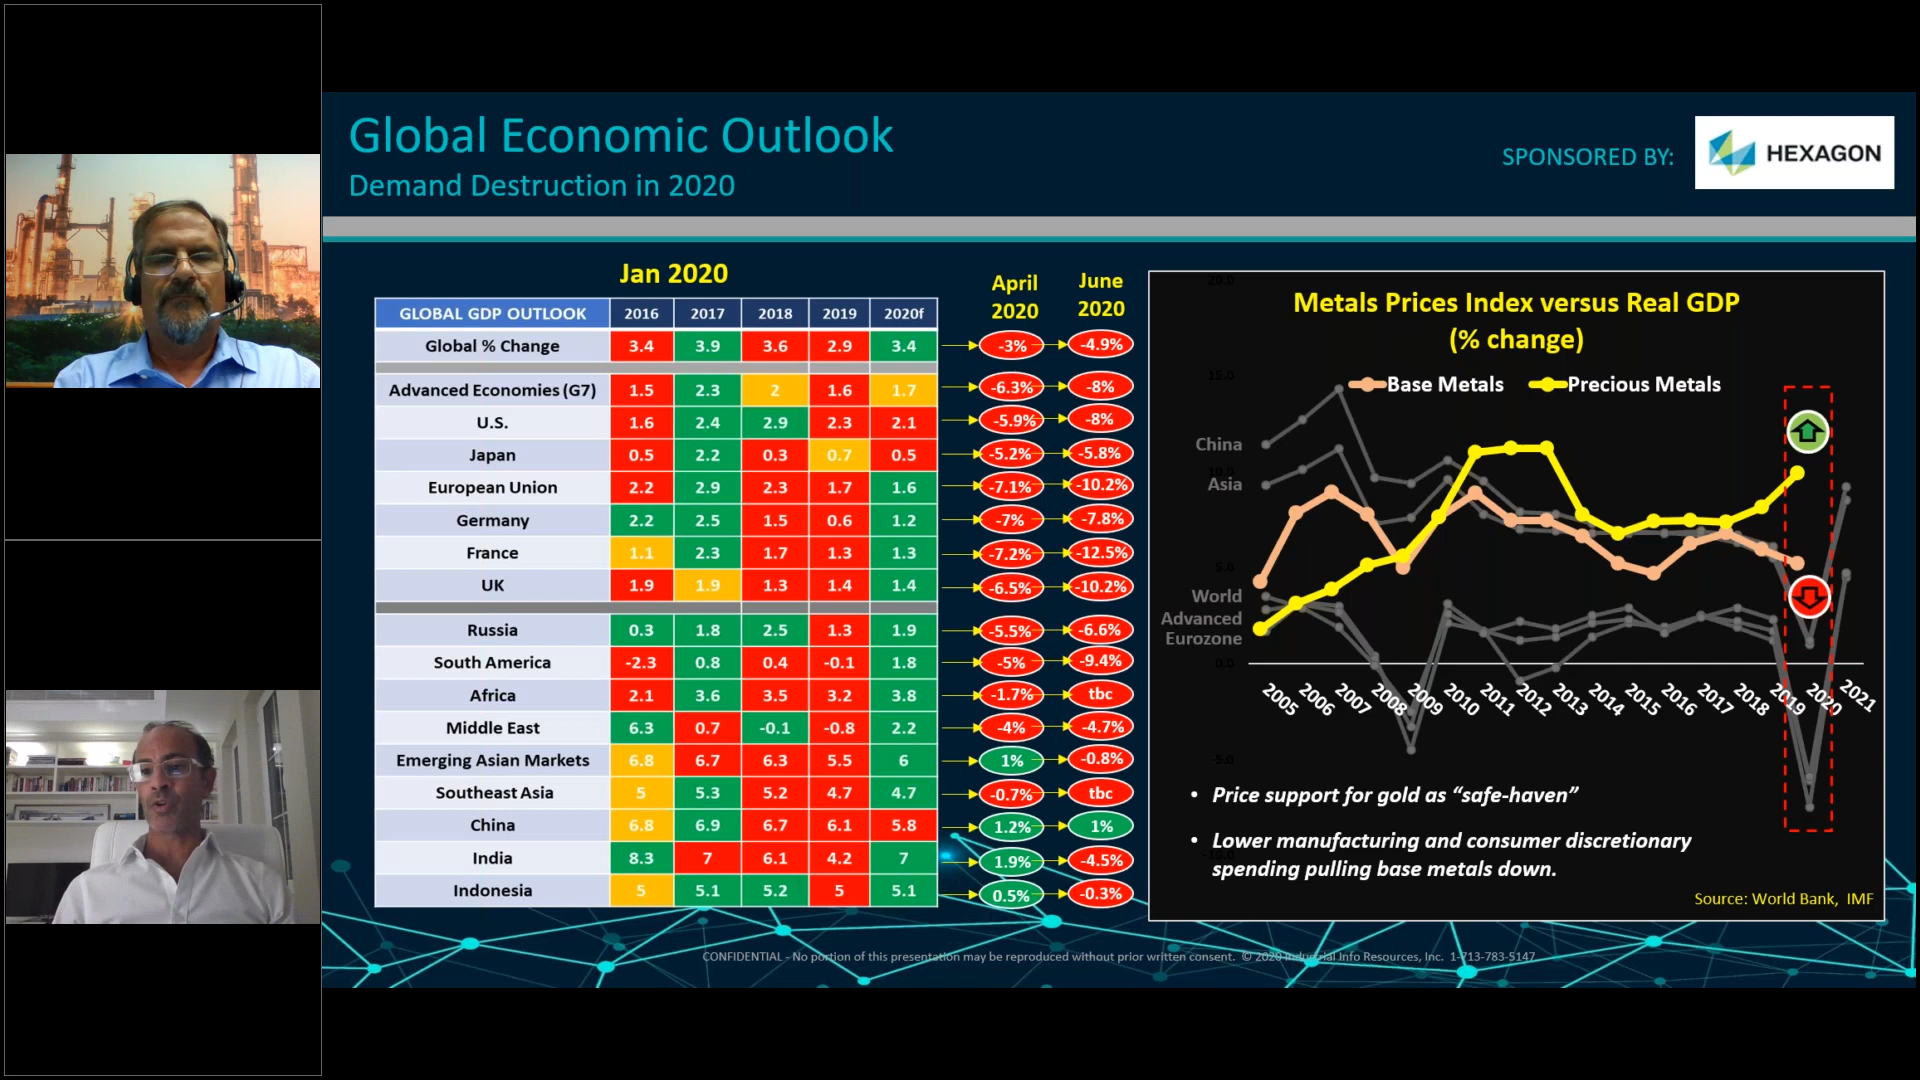 Global Economic Outlook
Demand Destruction in 2020
SPONSORED BY:
HEXAGON
Jan 2020
April 2020
June 2020
GLOBAL GDP OUTLOOK 2016 2017 2018 2019 2020f
Global % Change 3.4 3.9 3.6 2.9 3.4 -3% -4.9%
Advanced Economies (G7) 1.5 2.3 2 1.6 1.7 -6.3% -8%
U.S. 1.6 2.4 2.9 2.3 2.1 -5.9% -8%
Japan 0.5 2.2 0.3 0.7 0.5 -5.2% -5.8%
European Union 2.2 2.9 2.3 1.7 1.6 -7.1% -10.2%
Germany 2.2 2.5 1.5 0.6 1.2 -7% -7.8%
France 1.1 2.3 1.7 1.3 1.3 -7.2% -12.5%
UK 1.9 1.9 1.3 1.4 1.4 -6.5% -10.2%
Russia 0.3 1.8 2.5 1.3 1.9 -5.5% -6.6%
South America -2.3 0.8 0.4 -0.1 1.8 -5% -9.4%
Africa 2.1 3.6 3.5 3.2 3.8 -1.7% tbc
Middle East 6.3 0.7 -0.1 -0.8 2.2 -4% -4.7%
Emerging Asian Markets 6.8 6.7 6.3 5.5 6 1% -0.8%
Southeast Asia 5 5.3 5.2 4.7 4.7 -0.7% tbc
China 6.8 6.9 6.7 6.1 5.8 1.2% 1%
India 8.3 7 6.1 4.2 7 1.9% -4.5%
Indonesia 5 5.1 5.2 5 5.1 0.5% -0.3%
Metals Prices Index versus Real GDP
(% change)
Base Metals Precious Metals
20.0
15.0
China
10.0
Asia
5.0
World
Advanced
Eurozone
0.0
2005 2006 2007 2008 2009 2010 2011 2012 2013 2014 2015 2016 2017 2018 2019 2020 2021
-5.0
• Price support for gold as “safe-haven”
• Lower manufacturing and consumer discretionary
spending pulling base metals down.
-10.0
Source: World Bank, IMF
CONFIDENTIAL - No portion of this presentation may be reproduced without prior written consent. © 2020 Industrial Info Resources, Inc. 1-713-783-5147